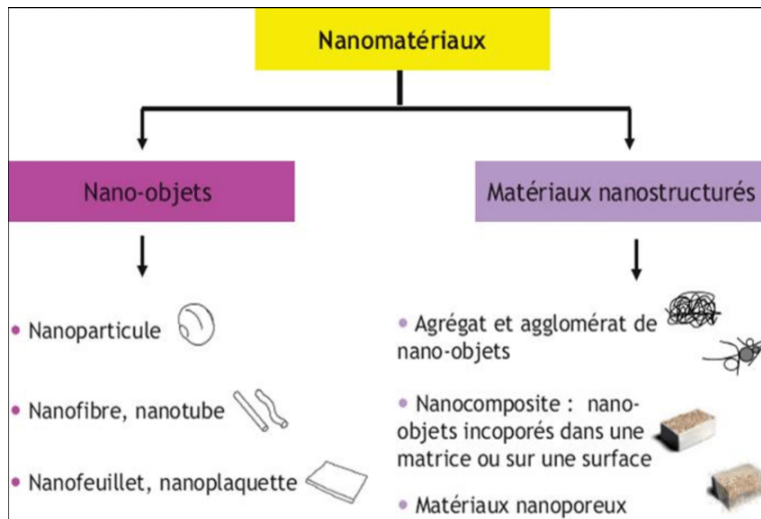 Nanomatériaux
Nano-objets
Matériaux nanostructurés
• Nanoparticule
• Nanofibre, nanotube
• Nanofeuillet, nanoplaquette
• Agrégat et agglomérat de
nano-objets
• Nanocomposite : nano-
objets incoporés dans une
matrice ou sur une surface
• Matériaux nanoporeux